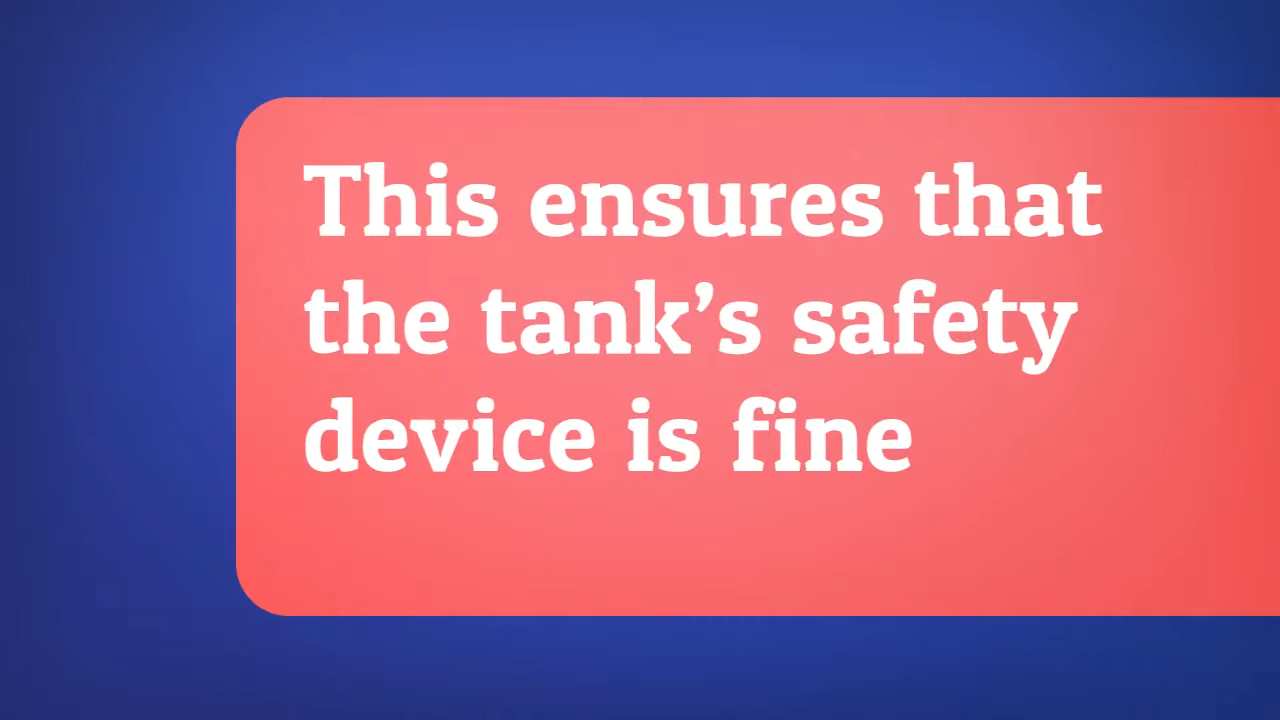 This ensures that
the tank’s safety
device is fine